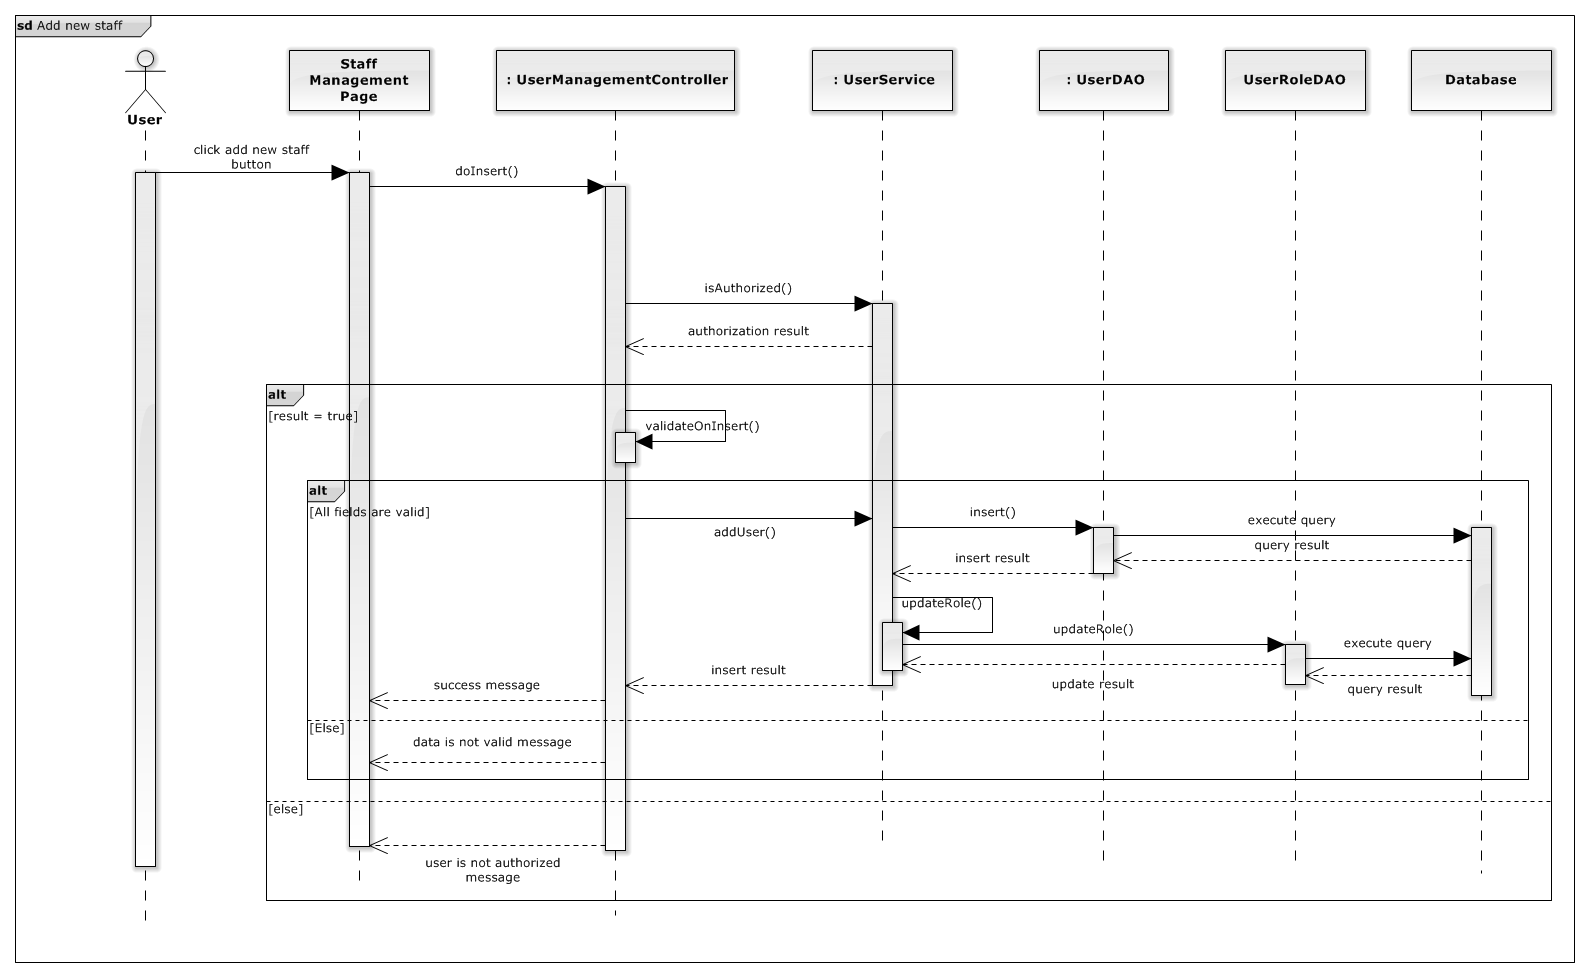 sd Add new staff
User
Staff
Management
Page
: UserManagementController
: UserService
: UserDAO
UserRoleDAO
Database
click add new staff
button
doInsert()
isAuthorized()
authorization result
alt
[result = true]
validateOnInsert()
alt
[All fields are valid]
addUser()
insert()
execute query
query result
insert result
updateRole()
updateRole()
execute query
update result
query result
insert result
success message
[Else]
data is not valid message
[else]
user is not authorized
message